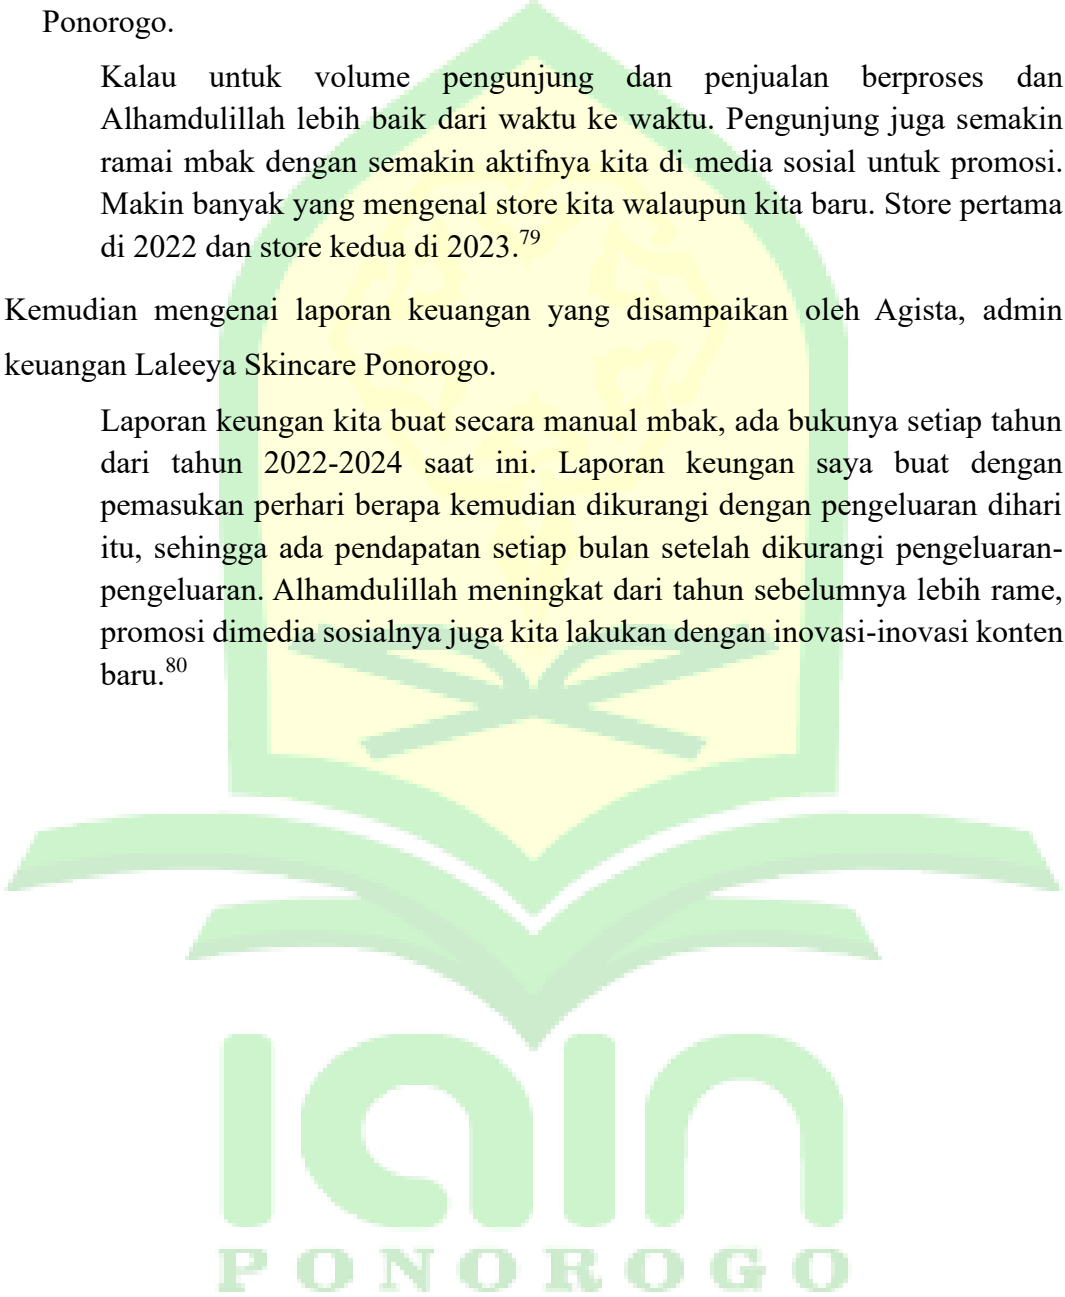 Ponorogo.
Kalau untuk volume pengunjung dan penjualan berproses dan
Alhamdulillah lebih baik dari waktu ke waktu. Pengunjung juga semakin
ramai mbak dengan semakin aktifnya kita di media sosial untuk promosi.
Makin banyak yang mengenal store kita walaupun kita baru. Store pertama
di 2022 dan store kedua di 2023.79
Kemudian mengenai laporan keuangan yang disampaikan oleh Agista, admin
keuangan Laleeya Skincare Ponorogo.
Laporan keungan kita buat secara manual mbak, ada bukunya setiap tahun
dari tahun 2022-2024 saat ini. Laporan keungan saya buat dengan
pemasukan perhari berapa kemudian dikurangi dengan pengeluaran dihari
itu, sehingga ada pendapatan setiap bulan setelah dikurangi pengeluaran-
pengeluaran. Alhamdulillah meningkat dari tahun sebelumnya lebih rame,
promosi dimedia sosialnya juga kita lakukan dengan inovasi-inovasi konten
baru.80
IAIN
PONOROGO